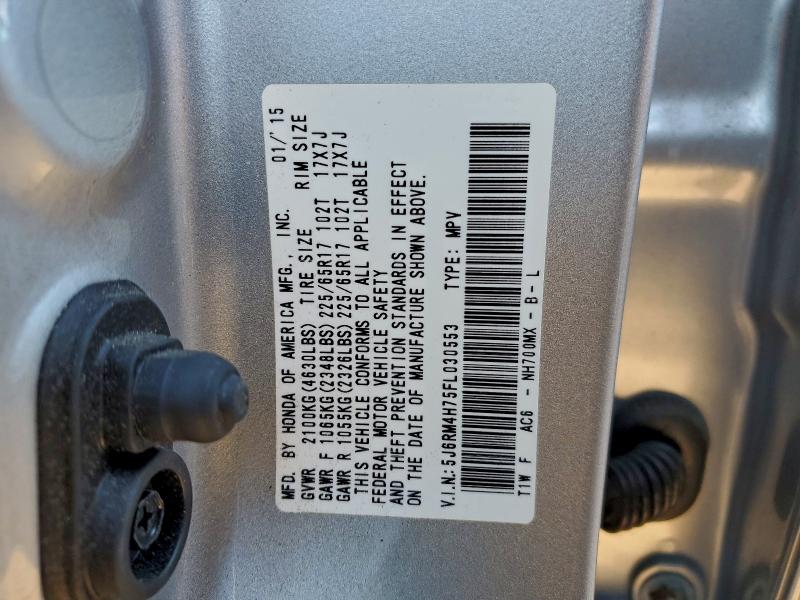 MFD. BY HONDA OF AMERICA MFG., INC. 01/'15
GVWR 2100KG(4630LBS) TIRE SIZE RIM SIZE
GAWR F 1065KG(2348LBS) 225/65R17 102T 17X7J
GAWR R 1055KG(2326LBS) 225/65R17 102T 17X7J
THIS VEHICLE CONFORMS TO ALL APPLICABLE
FEDERAL MOTOR VEHICLE SAFETY
AND THEFT PREVENTION STANDARDS IN EFFECT
ON THE DATE OF MANUFACTURE SHOWN ABOVE.
V.I.N.: 5J6RM4H75FL030553 TYPE: MPV
T1W F AC6 - NH700MX - B - L